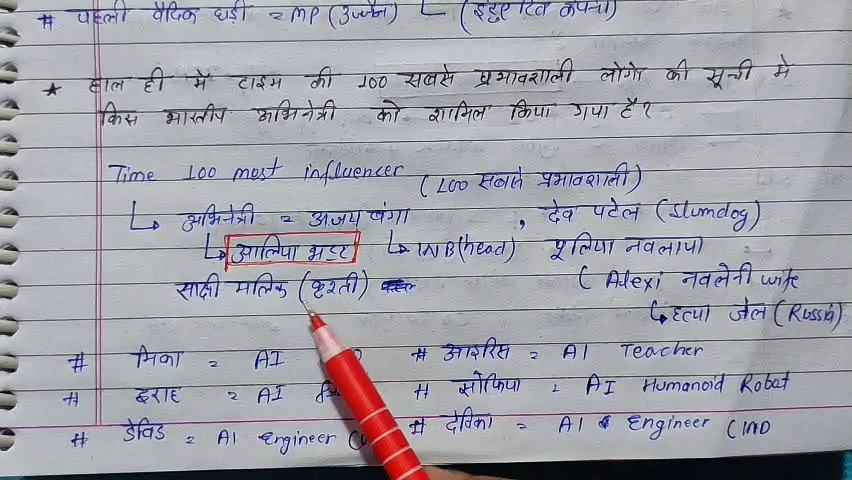 # पहली वैदिक घड़ी = MP (उज्जैन)
* हाल ही में टाइम की 100 सबसे प्रभावशाली लोगो की सूची मे
किस भारतीय अभिनेत्री को शामिल किया गया है?
Time 100 most influencer (100 सबसे प्रभावशाली)
अभिनेत्री = अजय बंगा , देव पटेल (Slumdog)
आलिया भट्ट WB (head) यूलिया नवलाया
साक्षी मलिक (कुश्ती) (Alexi नवलेनी wife
हत्या जेल (Russia)
# मिका = AI # आइरिस = AI Teacher
# इराह = AI # सोफिया = AI Humanoid Robot
# डेविड = AI Engineer # देविका = AI Engineer (IND